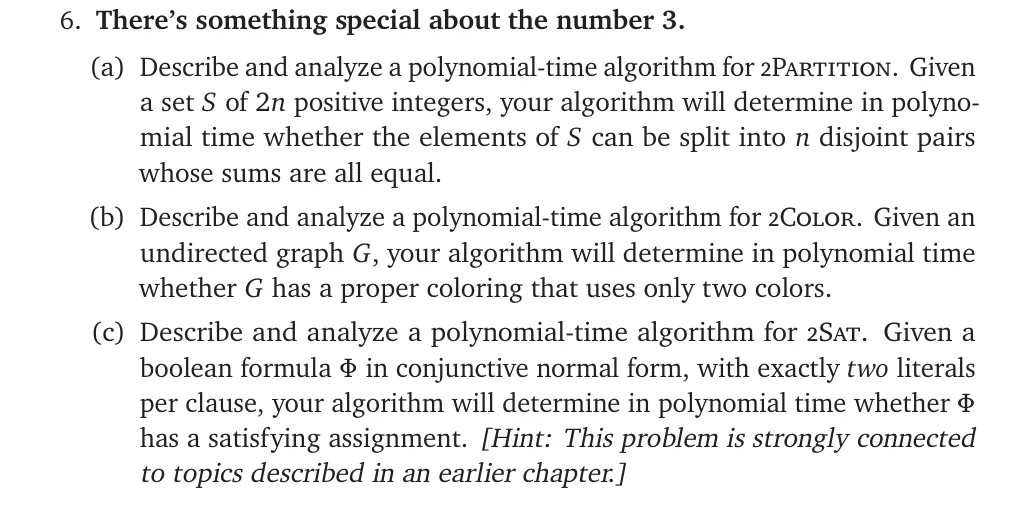 6. There's something special about the number 3.
(a) Describe and analyze a polynomial-time algorithm for 2PARTITION. Given
a set S of 2n positive integers, your algorithm will determine in polyno-
mial time whether the elements of S can be split into n disjoint pairs
whose sums are all equal.
(b) Describe and analyze a polynomial-time algorithm for 2COLOR. Given an
undirected graph G, your algorithm will determine in polynomial time
whether G has a proper coloring that uses only two colors.
(c) Describe and analyze a polynomial-time algorithm for 2SAT. Given a
boolean formula Φ in conjunctive normal form, with exactly two literals
per clause, your algorithm will determine in polynomial time whether Φ
has a satisfying assignment. [Hint: This problem is strongly connected
to topics described in an earlier chapter.]